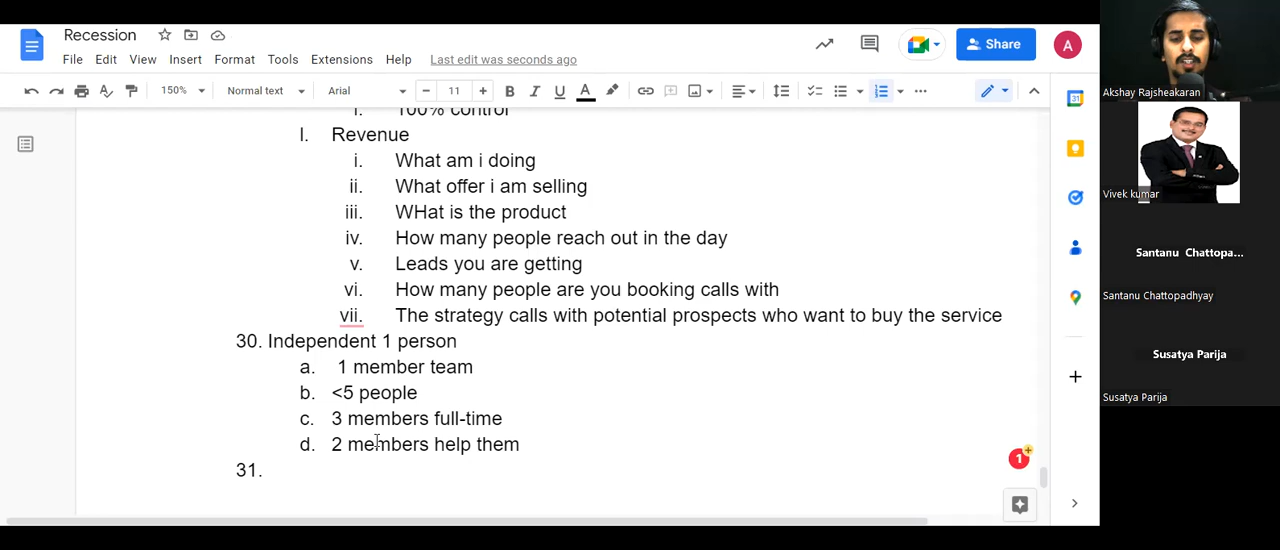 Recession
File Edit View Insert Format Tools Extensions Help Last edit was seconds ago
Share
A
150% Normal text Arial 11 B I U A
31
100% control
l. Revenue
i. What am i doing
ii. What offer i am selling
iii. WHat is the product
iv. How many people reach out in the day
v. Leads you are getting
vi. How many people are you booking calls with
vii. The strategy calls with potential prospects who want to buy the service
30. Independent 1 person
a. 1 member team
b. <5 people
c. 3 members full-time
d. 2 members help them
31.
1
Akshay Rajsheakaran
Vivek kumar
Santanu Chattopa...
Santanu Chattopadhyay
Susatya Parija
Susatya Parija